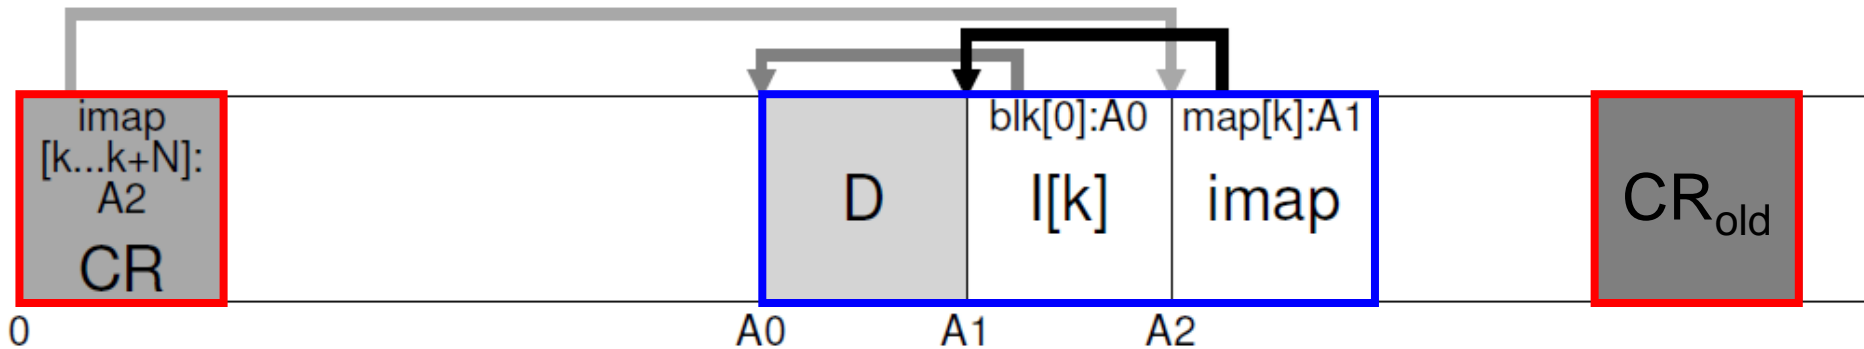 imap
[k...k+N]:
A2
CR
blk[0]:A0
I[k]
map[k]:A1
imap
D
CRold
0
A0
A1
A2